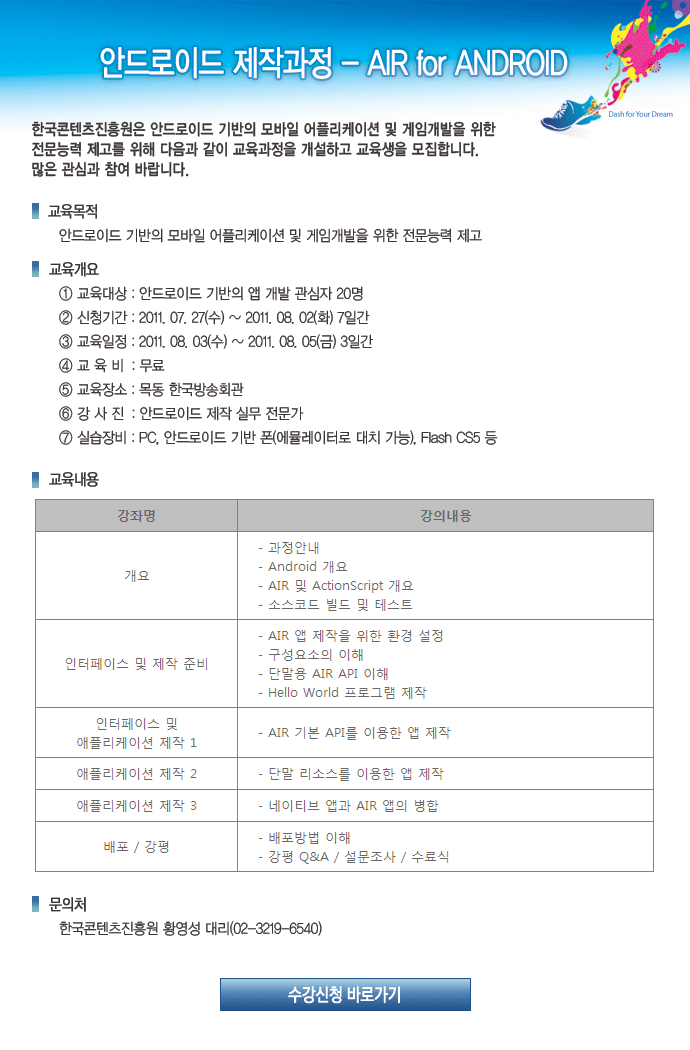 안드로이드 제작과정 - AIR for ANDROID
Dash for Your Dream
한국콘텐츠진흥원은 안드로이드 기반의 모바일 어플리케이션 및 게임개발을 위한
전문능력 제고를 위해 다음과 같이 교육과정을 개설하고 교육생을 모집합니다.
많은 관심과 참여 바랍니다.
교육목적
안드로이드 기반의 모바일 어플리케이션 및 게임개발을 위한 전문능력 제고
교육개요
① 교육대상 : 안드로이드 기반의 앱 개발 관심자 20명
② 신청기간 : 2011. 07. 27(수) ~ 2011. 08. 02(화) 7일간
③ 교육일정 : 2011. 08. 03(수) ~ 2011. 08. 05(금) 3일간
④ 교 육 비 : 무료
⑤ 교육장소 : 목동 한국방송회관
⑥ 강 사 진 : 안드로이드 제작 실무 전문가
⑦ 실습장비 : PC, 안드로이드 기반 폰(에뮬레이터로 대치 가능), Flash CS5 등
교육내용
강좌명 강의내용
개요
- 과정안내
- Android 개요
- AIR 및 ActionScript 개요
- 소스코드 빌드 및 테스트
인터페이스 및 제작 준비
- AIR 앱 제작을 위한 환경 설정
- 구성요소의 이해
- 단말용 AIR API 이해
- Hello World 프로그램 제작
인터페이스 및
애플리케이션 제작 1
- AIR 기본 API를 이용한 앱 제작
애플리케이션 제작 2
- 단말 리소스를 이용한 앱 제작
애플리케이션 제작 3
- 네이티브 앱과 AIR 앱의 병합
배포 / 강평
- 배포방법 이해
- 강평 Q&A / 설문조사 / 수료식
문의처
한국콘텐츠진흥원 황영성 대리(02-3219-6540)
수강신청 바로가기